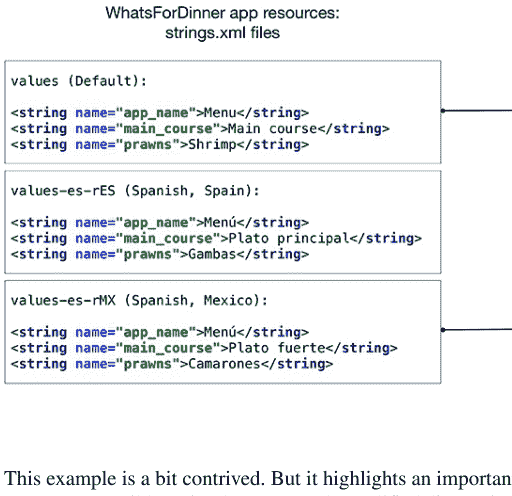 WhatsForDinner app resources:
strings.xml files
values (Default):
<string name="app_name">Menu</string>
<string name="main_course">Main course</string>
<string name="prawns">Shrimp</string>
values-es-rES (Spanish, Spain):
<string name="app_name">Menú</string>
<string name="main_course">Plato principal</string>
<string name="prawns">Gambas</string>
values-es-rMX (Spanish, Mexico):
<string name="app_name">Menú</string>
<string name="main_course">Plato fuerte</string>
<string name="prawns">Camarones</string>
This example is a bit contrived. But it highlights an importan